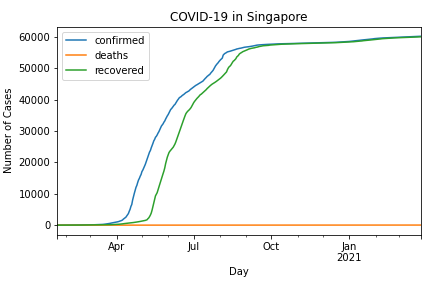 COVID-19 in Singapore
confirmed
deaths
recovered
Number of Cases
60000
50000
40000
30000
20000
10000
0
Apr
Jul
Oct
Jan
2021
Day